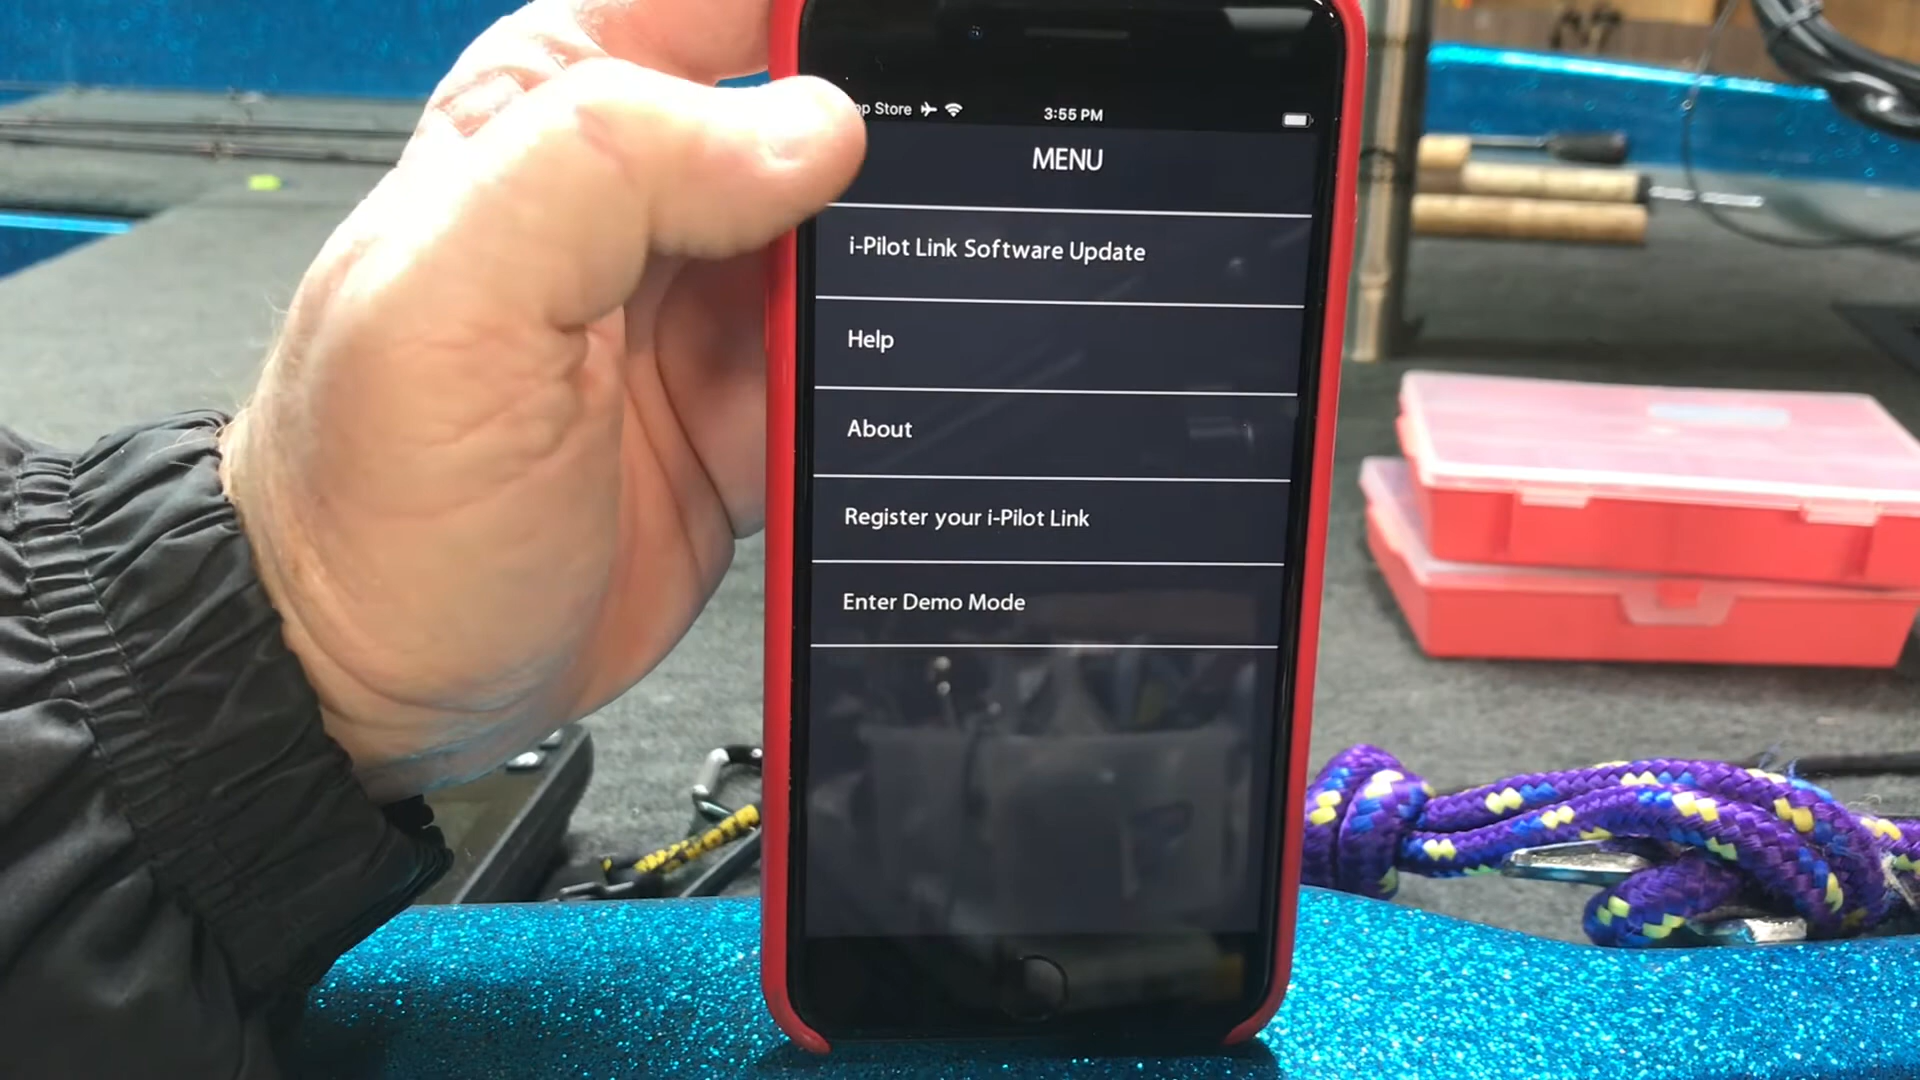 Store
3:55 PM
MENU
i-Pilot Link Software Update
Help
About
Register your i-Pilot Link
Enter Demo Mode